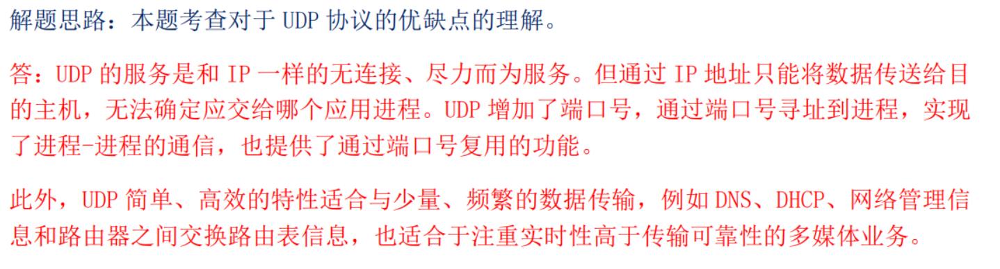 解题思路：本题考查对于 UDP 协议的优缺点的理解。
答：UDP 的服务是和 IP 一样的无连接、尽力而为服务。但通过 IP 地址只能将数据传送给目
的主机，无法确定应交给哪个应用进程。UDP 增加了端口号，通过端口号寻址到进程，实现
了进程-进程的通信，也提供了通过端口号复用的功能。
此外，UDP 简单、高效的特性适合与少量、频繁的数据传输，例如 DNS、DHCP、网络管理信
息和路由器之间交换路由表信息，也适合于注重实时性高于传输可靠性的多媒体业务。